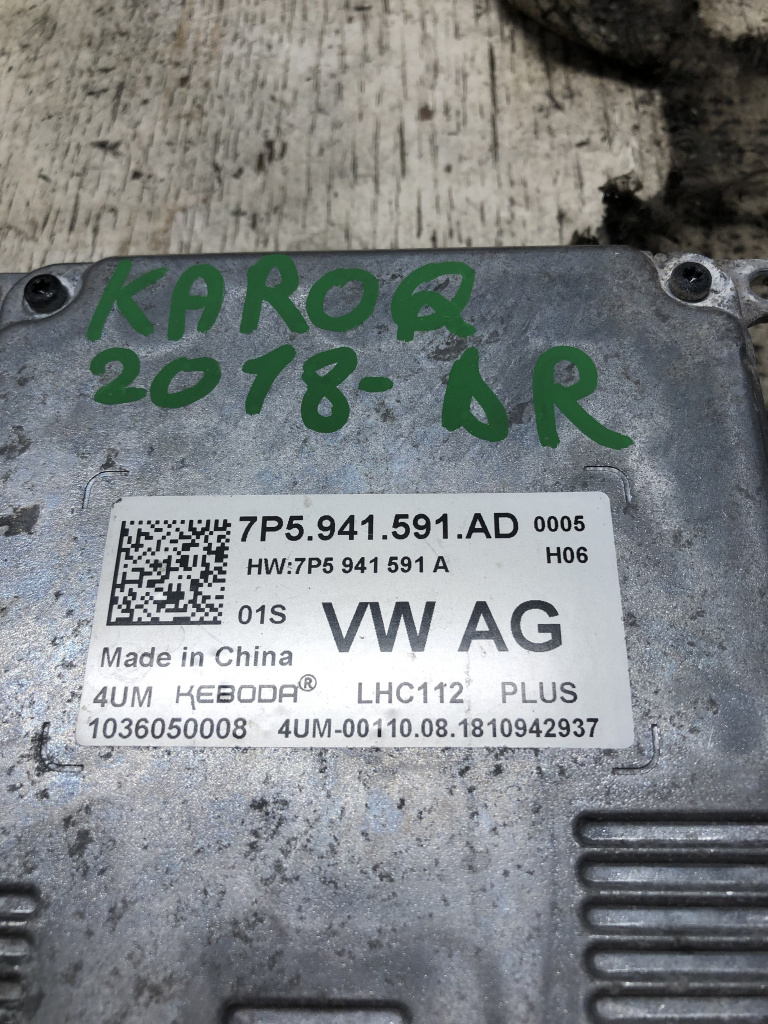 KAROQ
2018- DR
7P5.941.591.AD 0005
HW:7P5 941 591 A H06
01S VW AG
Made in China
4UM KEBODA® LHC112 PLUS
1036050008 4UM-00110.08.1810942937